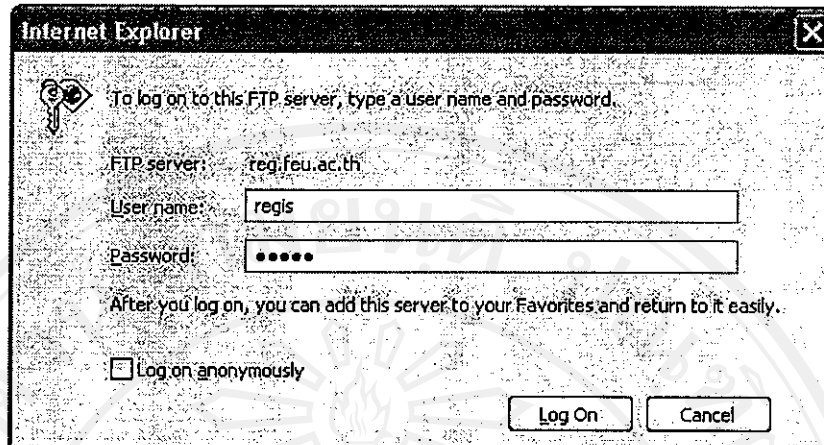 Internet Explorer
To log on to this FTP server, type a user name and password.
FTP server: reg.feu.ac.th
User name: regis
Password: •••••
After you log on, you can add this server to your Favorites and return to it easily.
Log on anonymously
Log On Cancel